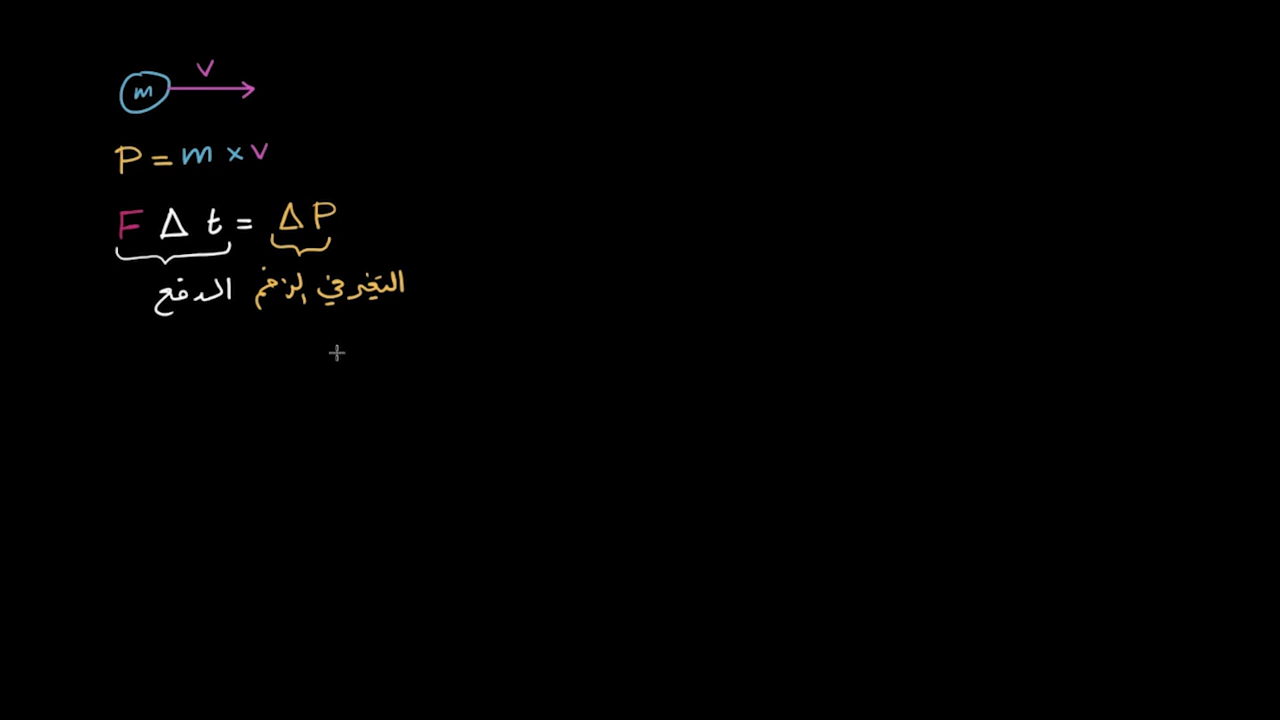 v
m
P = m × v
F Δ t = Δ P
الدفع التغير في الزخم